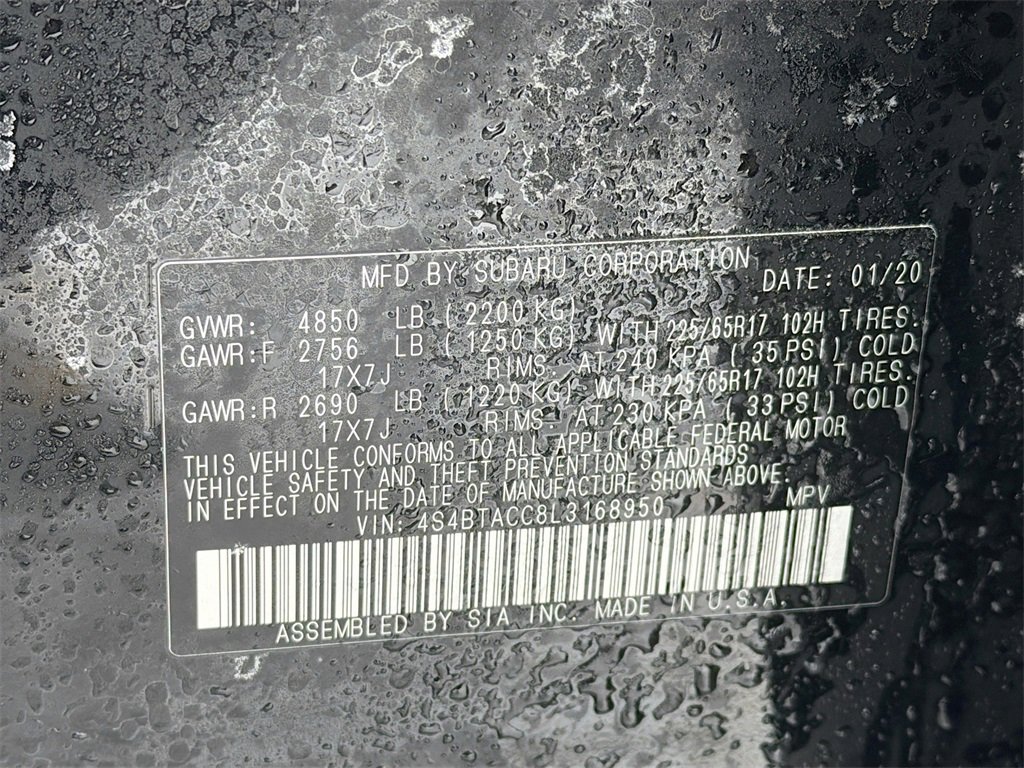 MFD BY SUBARU CORPORATION DATE: 01/20
GVWR: 4850 LB (2200 KG)
GAWR:F 2756 LB (1250 KG) WITH 225/65R17 102H TIRES.
17X7J RIMS. AT 240 KPA (35 PSI) COLD
GAWR:R 2690 LB (1220 KG) WITH 225/65R17 102H TIRES.
17X7J RIMS. AT 230 KPA (33 PSI) COLD
THIS VEHICLE CONFORMS TO ALL APPLICABLE FEDERAL MOTOR
VEHICLE SAFETY AND THEFT PREVENTION STANDARDS
IN EFFECT ON THE DATE OF MANUFACTURE SHOWN ABOVE.
VIN: 4S4BTACC8L3168950 MPV
ASSEMBLED BY SIA INC. MADE IN U.S.A.